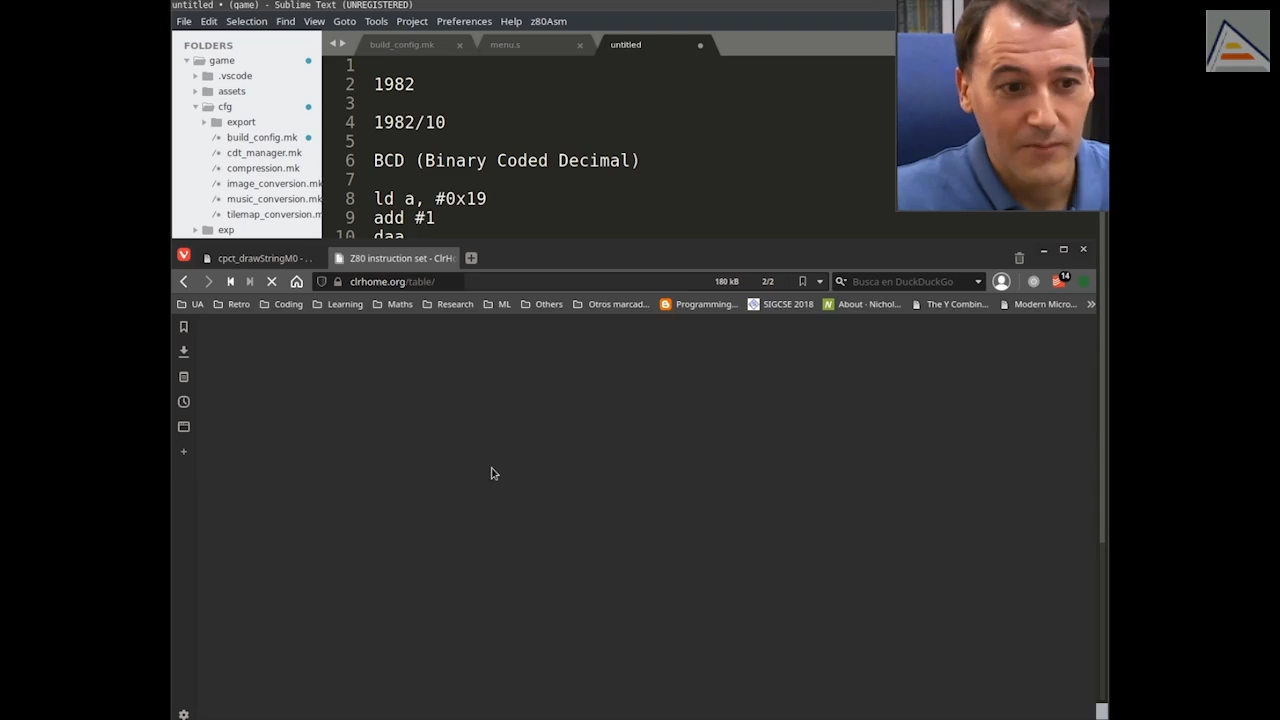 untitled • (game) - Sublime Text (UNREGISTERED)
File Edit Selection Find View Goto Tools Project Preferences Help z80Asm
FOLDERS
game
.vscode
assets
cfg
export
/* build_config.mk
/* cdt_manager.mk
/* compression.mk
/* image_conversion.mk
/* music_conversion.mk
/* tilemap_conversion.m
exp
build_config.mk
menu.s
untitled
1
2 1982
3
4 1982/10
5
6 BCD (Binary Coded Decimal)
7
8 ld a, #0x19
9 add #1
10 daa
cpct_drawStringM0 - . .
Z80 instruction set - ClrHo
clrhome.org/table/
180 kB 2/2
Busca en DuckDuckGo
14
UA Retro Coding Learning Maths Research ML Others Otros marcad... Programming... SIGCSE 2018 About · Nichol... The Y Combin... Modern Micro... »